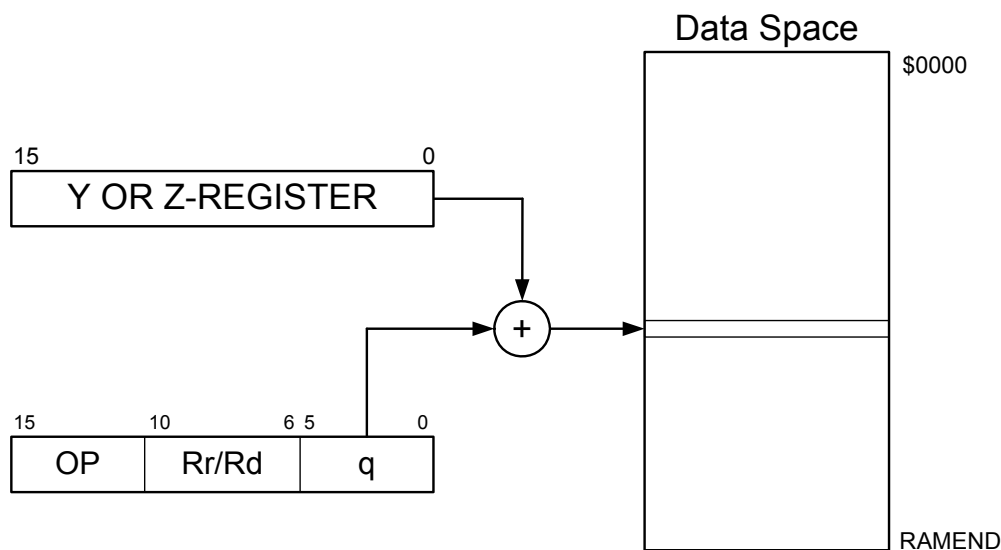 Data Space
$0000
15 0
Y OR Z-REGISTER
+
15 10 6 5 0
OP Rr/Rd q
RAMEND